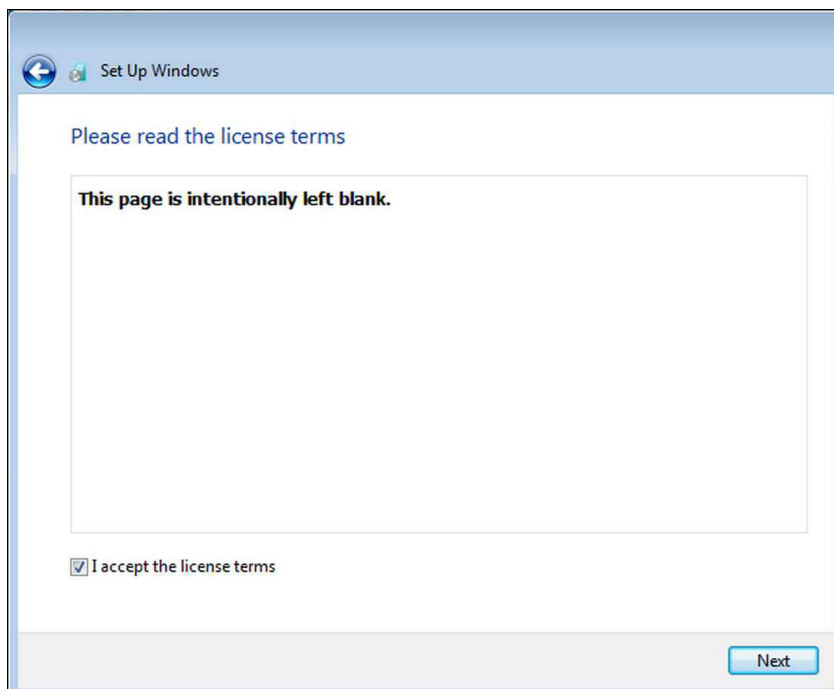 Set Up Windows
Please read the license terms
This page is intentionally left blank.
I accept the license terms
Next